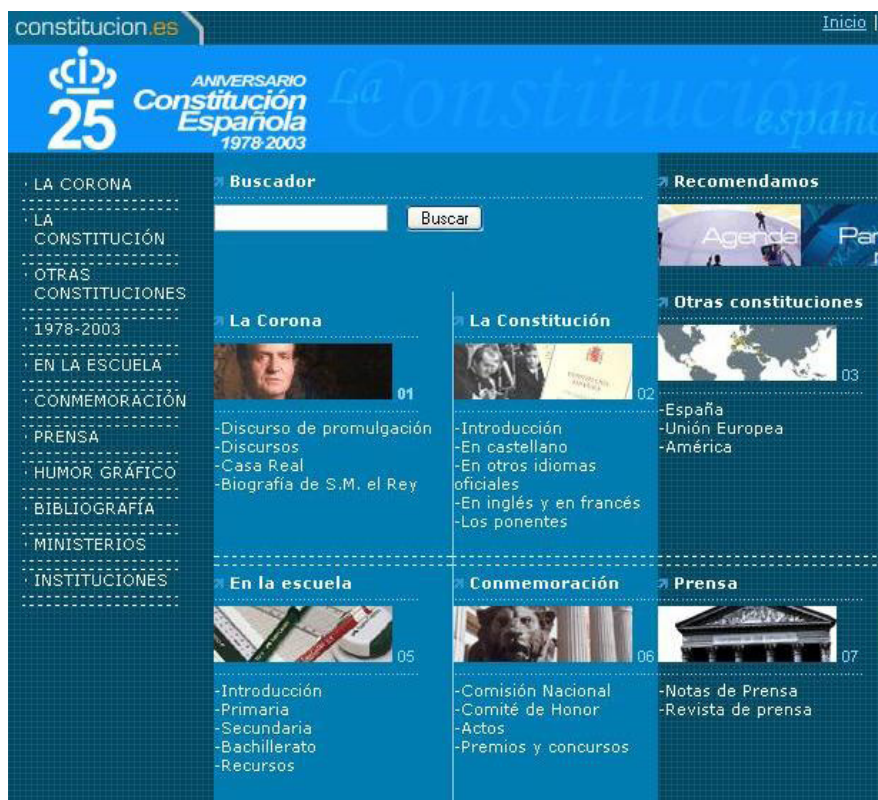 constitucion.es
Inicio |
ANIVERSARIO
Constitución
Española
1978·2003
25
La Constitución
españo
· LA CORONA
· LA
CONSTITUCIÓN
· OTRAS
CONSTITUCIONES
· 1978-2003
· EN LA ESCUELA
· CONMEMORACIÓN
· PRENSA
· HUMOR GRÁFICO
· BIBLIOGRAFÍA
· MINISTERIOS
· INSTITUCIONES
Buscador
Buscar
Recomendamos
Agenda
Par
La Corona
01
-Discurso de promulgación
-Discursos
-Casa Real
-Biografía de S.M. el Rey
La Constitución
02
-Introducción
-En castellano
-En otros idiomas
oficiales
-En inglés y en francés
-Los ponentes
Otras constituciones
03
-España
-Unión Europea
-América
En la escuela
05
-Introducción
-Primaria
-Secundaria
-Bachillerato
-Recursos
Conmemoración
06
-Comisión Nacional
-Comité de Honor
-Actos
-Premios y concursos
Prensa
07
-Notas de Prensa
-Revista de prensa